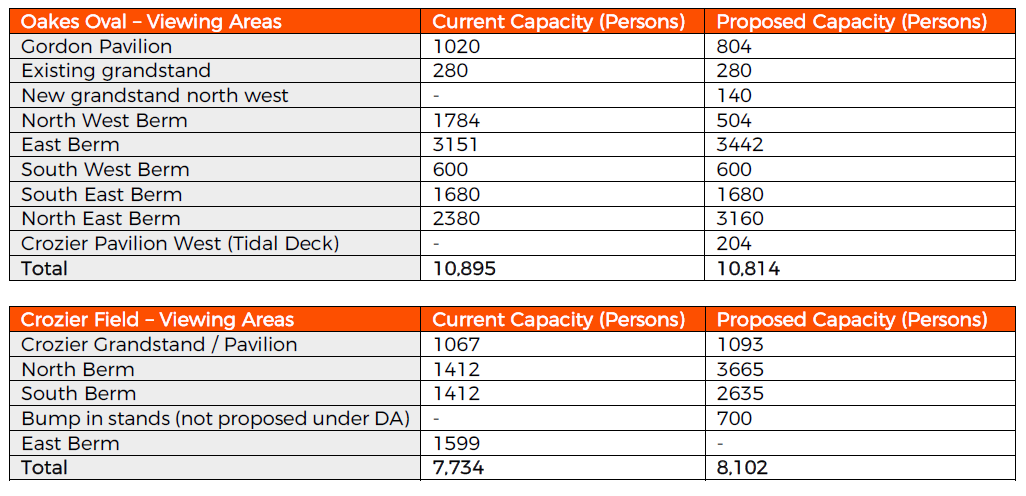 Oakes Oval – Viewing Areas Current Capacity (Persons) Proposed Capacity (Persons)
Gordon Pavilion 1020 804
Existing grandstand 280 280
New grandstand north west - 140
North West Berm 1784 504
East Berm 3151 3442
South West Berm 600 600
South East Berm 1680 1680
North East Berm 2380 3160
Crozier Pavilion West (Tidal Deck) - 204
Total 10,895 10,814
Crozier Field – Viewing Areas Current Capacity (Persons) Proposed Capacity (Persons)
Crozier Grandstand / Pavilion 1067 1093
North Berm 1412 3665
South Berm 1412 2635
Bump in stands (not proposed under DA) - 700
East Berm 1599 -
Total 7,734 8,102